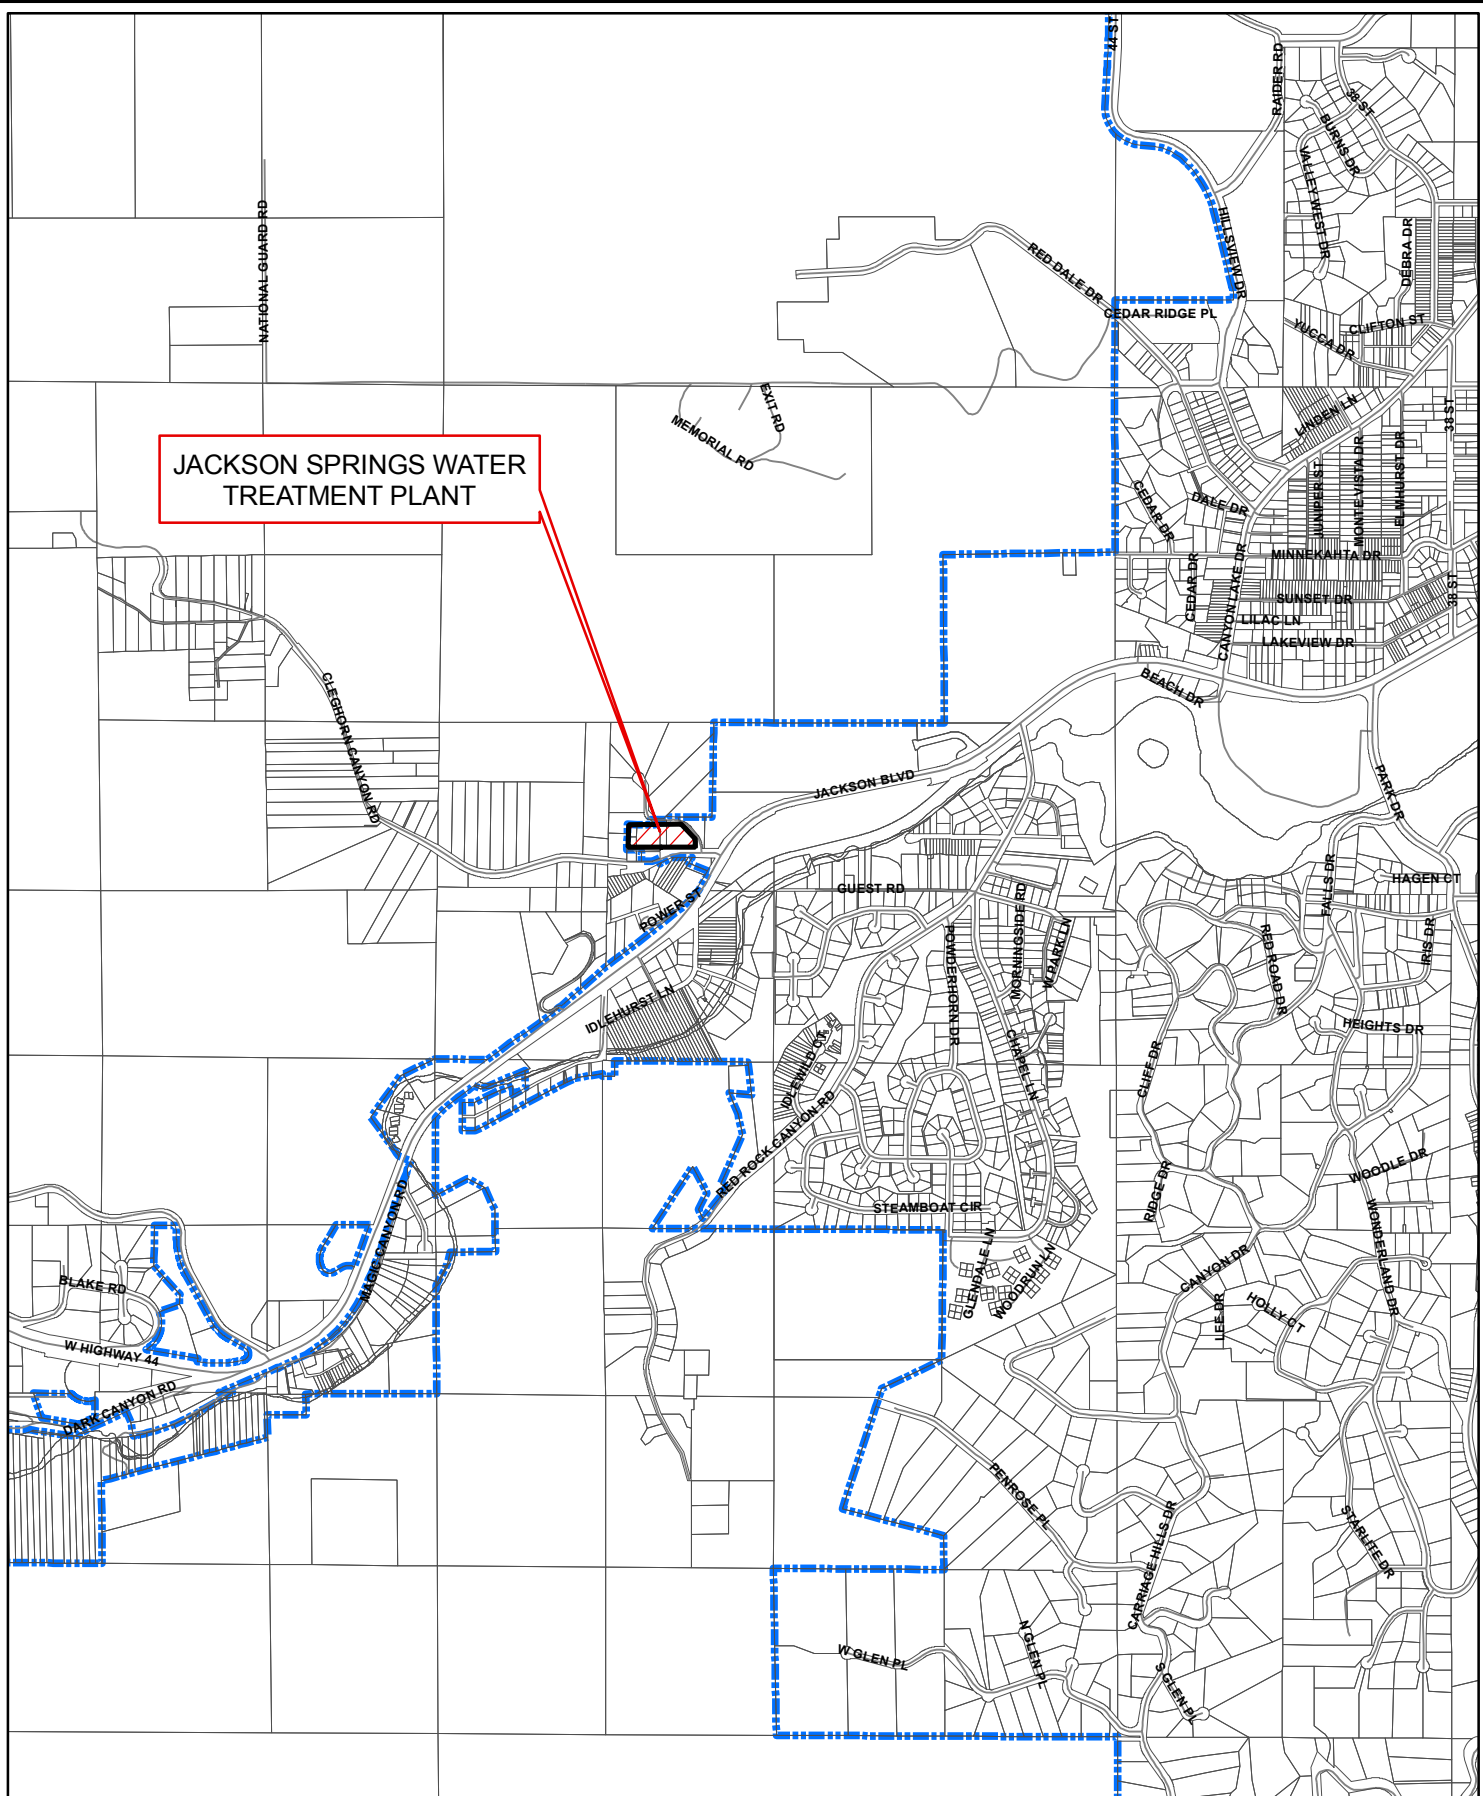 44 ST
RAIDER RD
38 ST
BURNS DR
VALLEY WEST DR
NATIONAL GUARD RD
HILLSVIEW DR
DEBRA DR
RED DALE DR
CEDAR RIDGE PL
CLIFTON ST
YUCCA DR
EXIT RD
MEMORIAL RD
LINDEN LN
38 ST
JACKSON SPRINGS WATER
TREATMENT PLANT
JUNIPER ST
MONTE VISTA DR
ELMHURST DR
CEDAR DR
DALE DR
MINNEKAHTA DR
CEDAR DR
CANYON LAKE DR
SUNSET DR
38 ST
LILAC LN
LAKEVIEW DR
BEACH DR
CLEGHORN CANYON RD
JACKSON BLVD
PARK DR
GUEST RD
FALLS DR
HAGEN CT
POWER ST
MORNINGSIDE RD
W PARK LN
POWDERHORN DR
RED ROAD DR
IRIS DR
IDLEHURST LN
HEIGHTS DR
IDLEWILD CT
CHAPEL LN
CLIFF DR
RED ROCK CANYON RD
WOODLE DR
RIDGE DR
STEAMBOAT CIR
MAGIC CANYON RD
WONDERLAND DR
GLENDALE LN
WOODRUN LN
CANYON DR
BLAKE RD
HOLLY CT
W HIGHWAY 44
DARK CANYON RD
PENROSE PL
STARLITE DR
CARRIAGE HILLS DR
W GLEN PL
N GLEN PL
S GLEN PL